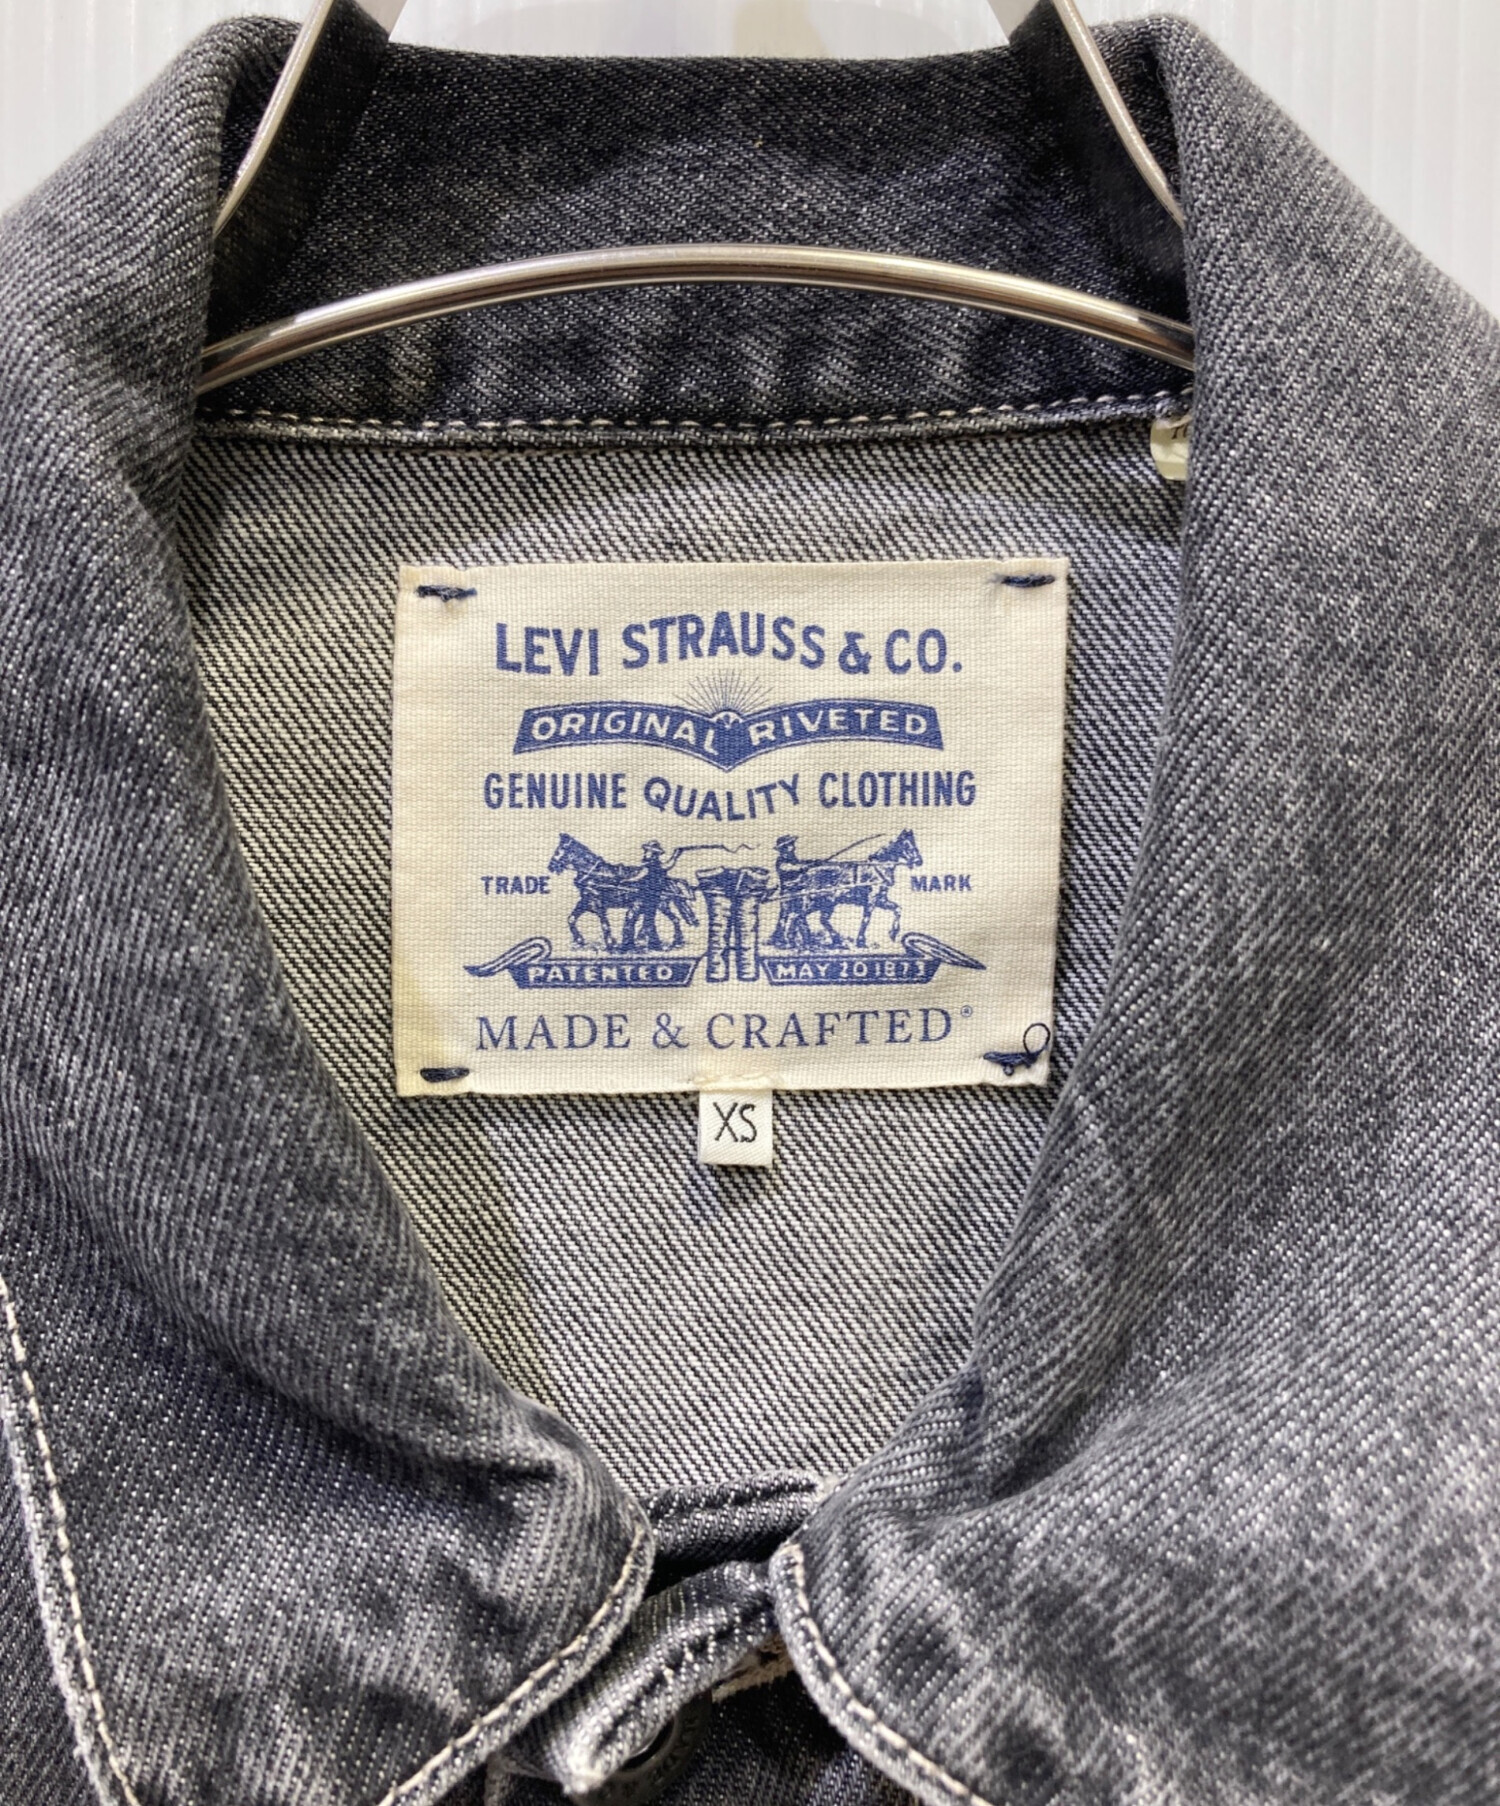 LEVI STRAUSS & CO.
ORIGINAL RIVETED
GENUINE QUALITY CLOTHING
TRADE MARK
PATENTED MAY 20 1873
MADE & CRAFTED®
XS